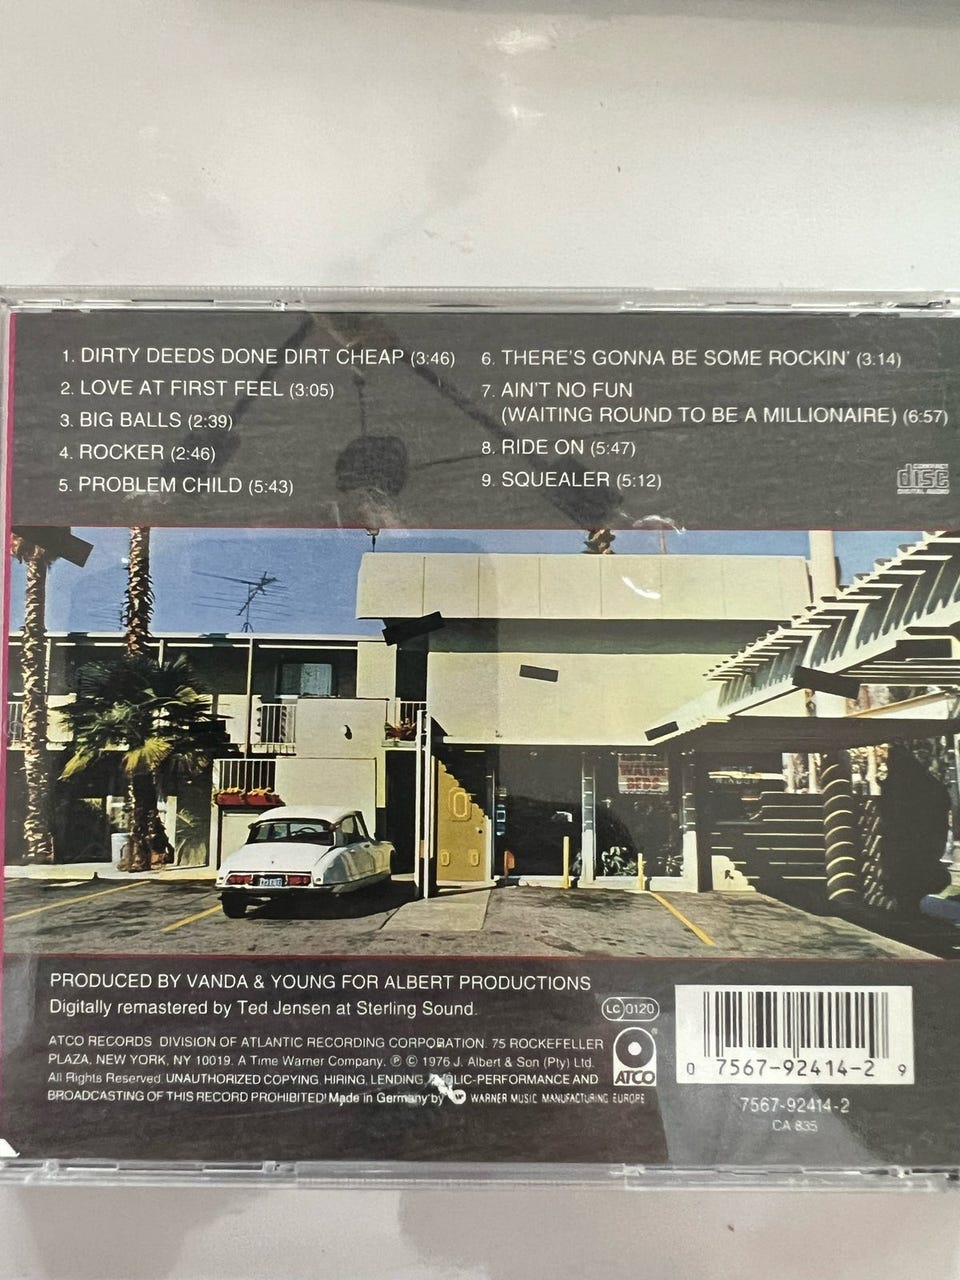 1. DIRTY DEEDS DONE DIRT CHEAP (3:46)
2. LOVE AT FIRST FEEL (3:05)
3. BIG BALLS (2:39)
4. ROCKER (2:46)
5. PROBLEM CHILD (5:43)
6. THERE'S GONNA BE SOME ROCKIN' (3:14)
7. AIN'T NO FUN
(WAITING ROUND TO BE A MILLIONAIRE) (6:57)
8. RIDE ON (5:47)
9. SQUEALER (5:12)
COMPACT
disc
DIGITAL AUDIO
WATER
BEDS
PRODUCED BY VANDA & YOUNG FOR ALBERT PRODUCTIONS
Digitally remastered by Ted Jensen at Sterling Sound.
ATCO RECORDS DIVISION OF ATLANTIC RECORDING CORPORATION. 75 ROCKEFELLER
PLAZA, NEW YORK, NY 10019. A Time Warner Company. ℗ © 1976 J. Albert & Son (Pty) Ltd.
All Rights Reserved. UNAUTHORIZED COPYING, HIRING, LENDING, PUBLIC-PERFORMANCE AND
BROADCASTING OF THIS RECORD PROHIBITED! Made in Germany by WARNER MUSIC MANUFACTURING EUROPE
LC 0120
ATCO
0 7567-92414-2 9
7567-92414-2
CA 835